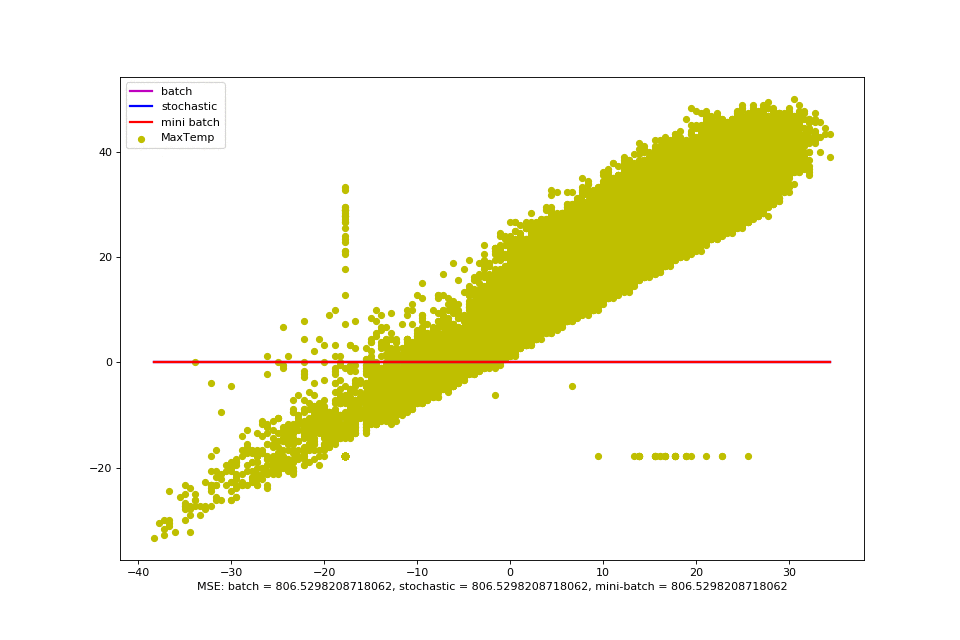 batch
stochastic
mini batch
MaxTemp
40
20
0
−20
−40
−30
−20
−10
0
10
20
30
MSE: batch = 806.5298208718062, stochastic = 806.5298208718062, mini-batch = 806.5298208718062